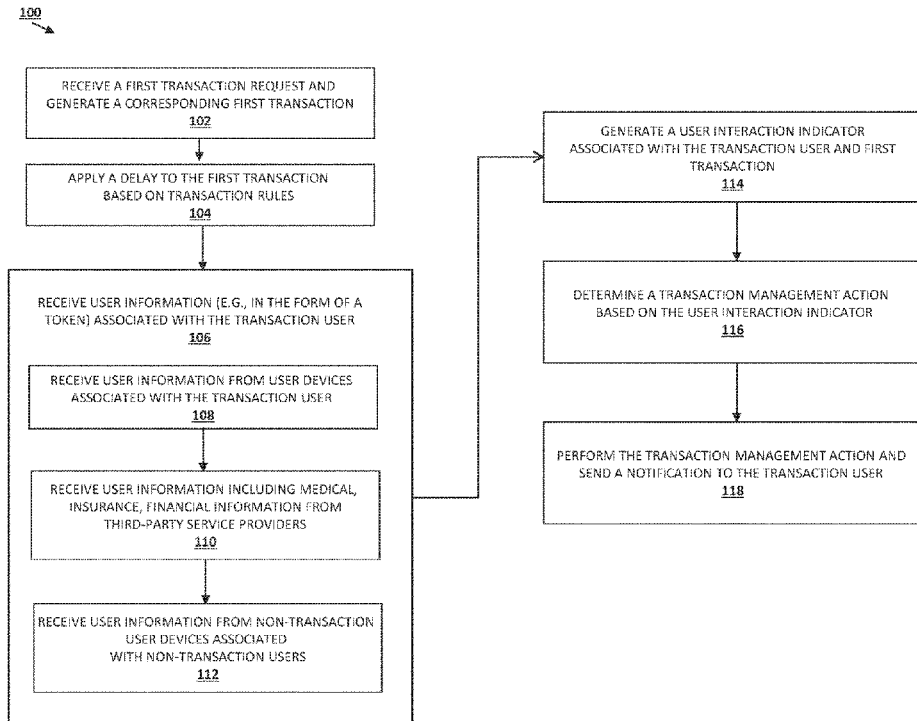 100
RECEIVE A FIRST TRANSACTION REQUEST AND
GENERATE A CORRESPONDING FIRST TRANSACTION
102
APPLY A DELAY TO THE FIRST TRANSACTION
BASED ON TRANSACTION RULES
104
RECEIVE USER INFORMATION (E.G., IN THE FORM OF A
TOKEN) ASSOCIATED WITH THE TRANSACTION USER
106
RECEIVE USER INFORMATION FROM USER DEVICES
ASSOCIATED WITH THE TRANSACTION USER
108
RECEIVE USER INFORMATION INCLUDING MEDICAL,
INSURANCE, FINANCIAL INFORMATION FROM
THIRD-PARTY SERVICE PROVIDERS
110
RECEIVE USER INFORMATION FROM NON-TRANSACTION
USER DEVICES ASSOCIATED
WITH NON-TRANSACTION USERS
112
GENERATE A USER INTERACTION INDICATOR
ASSOCIATED WITH THE TRANSACTION USER AND FIRST
TRANSACTION
114
DETERMINE A TRANSACTION MANAGEMENT ACTION
BASED ON THE USER INTERACTION INDICATOR
116
PERFORM THE TRANSACTION MANAGEMENT ACTION AND
SEND A NOTIFICATION TO THE TRANSACTION USER
118